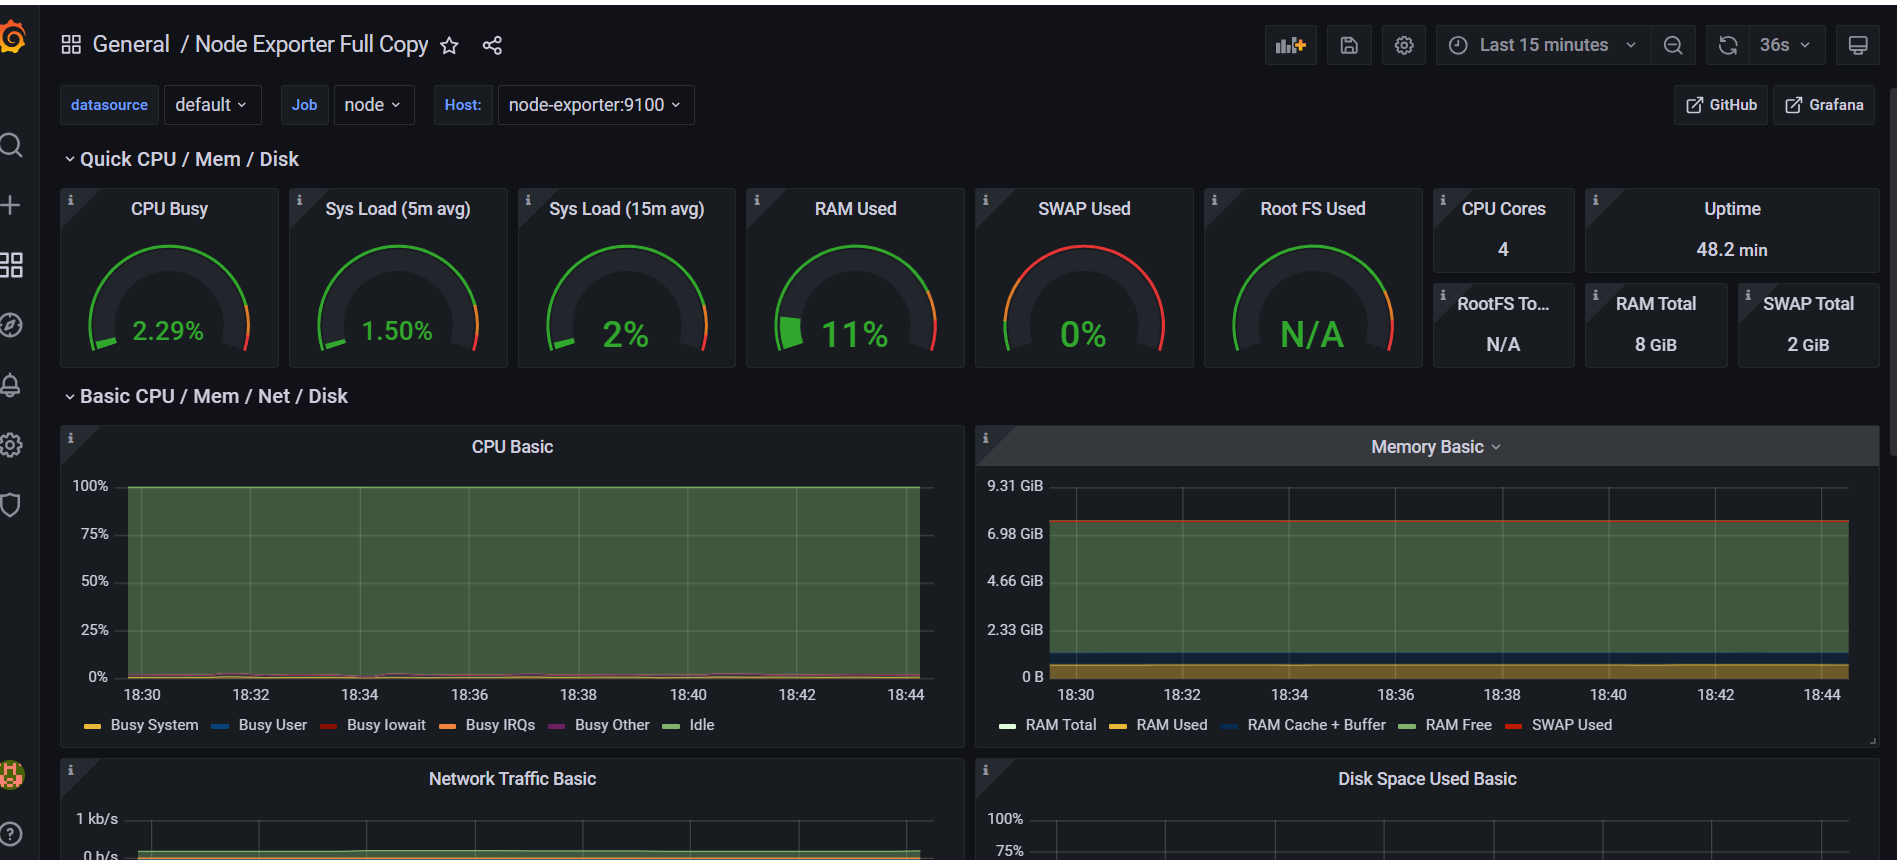 General / Node Exporter Full Copy
Last 15 minutes
36s
datasource default Job node Host: node-exporter:9100
GitHub Grafana
Quick CPU / Mem / Disk
CPU Busy
2.29%
Sys Load (5m avg)
1.50%
Sys Load (15m avg)
2%
RAM Used
11%
SWAP Used
0%
Root FS Used
N/A
CPU Cores
4
Uptime
48.2 min
RootFS To...
N/A
RAM Total
8 GiB
SWAP Total
2 GiB
Basic CPU / Mem / Net / Disk
CPU Basic
100%
75%
50%
25%
0%
18:30 18:32 18:34 18:36 18:38 18:40 18:42 18:44
Busy System Busy User Busy Iowait Busy IRQs Busy Other Idle
Memory Basic
9.31 GiB
6.98 GiB
4.66 GiB
2.33 GiB
0 B
18:30 18:32 18:34 18:36 18:38 18:40 18:42 18:44
RAM Total RAM Used RAM Cache + Buffer RAM Free SWAP Used
Network Traffic Basic
1 kb/s
0 b/s
Disk Space Used Basic
100%
75%